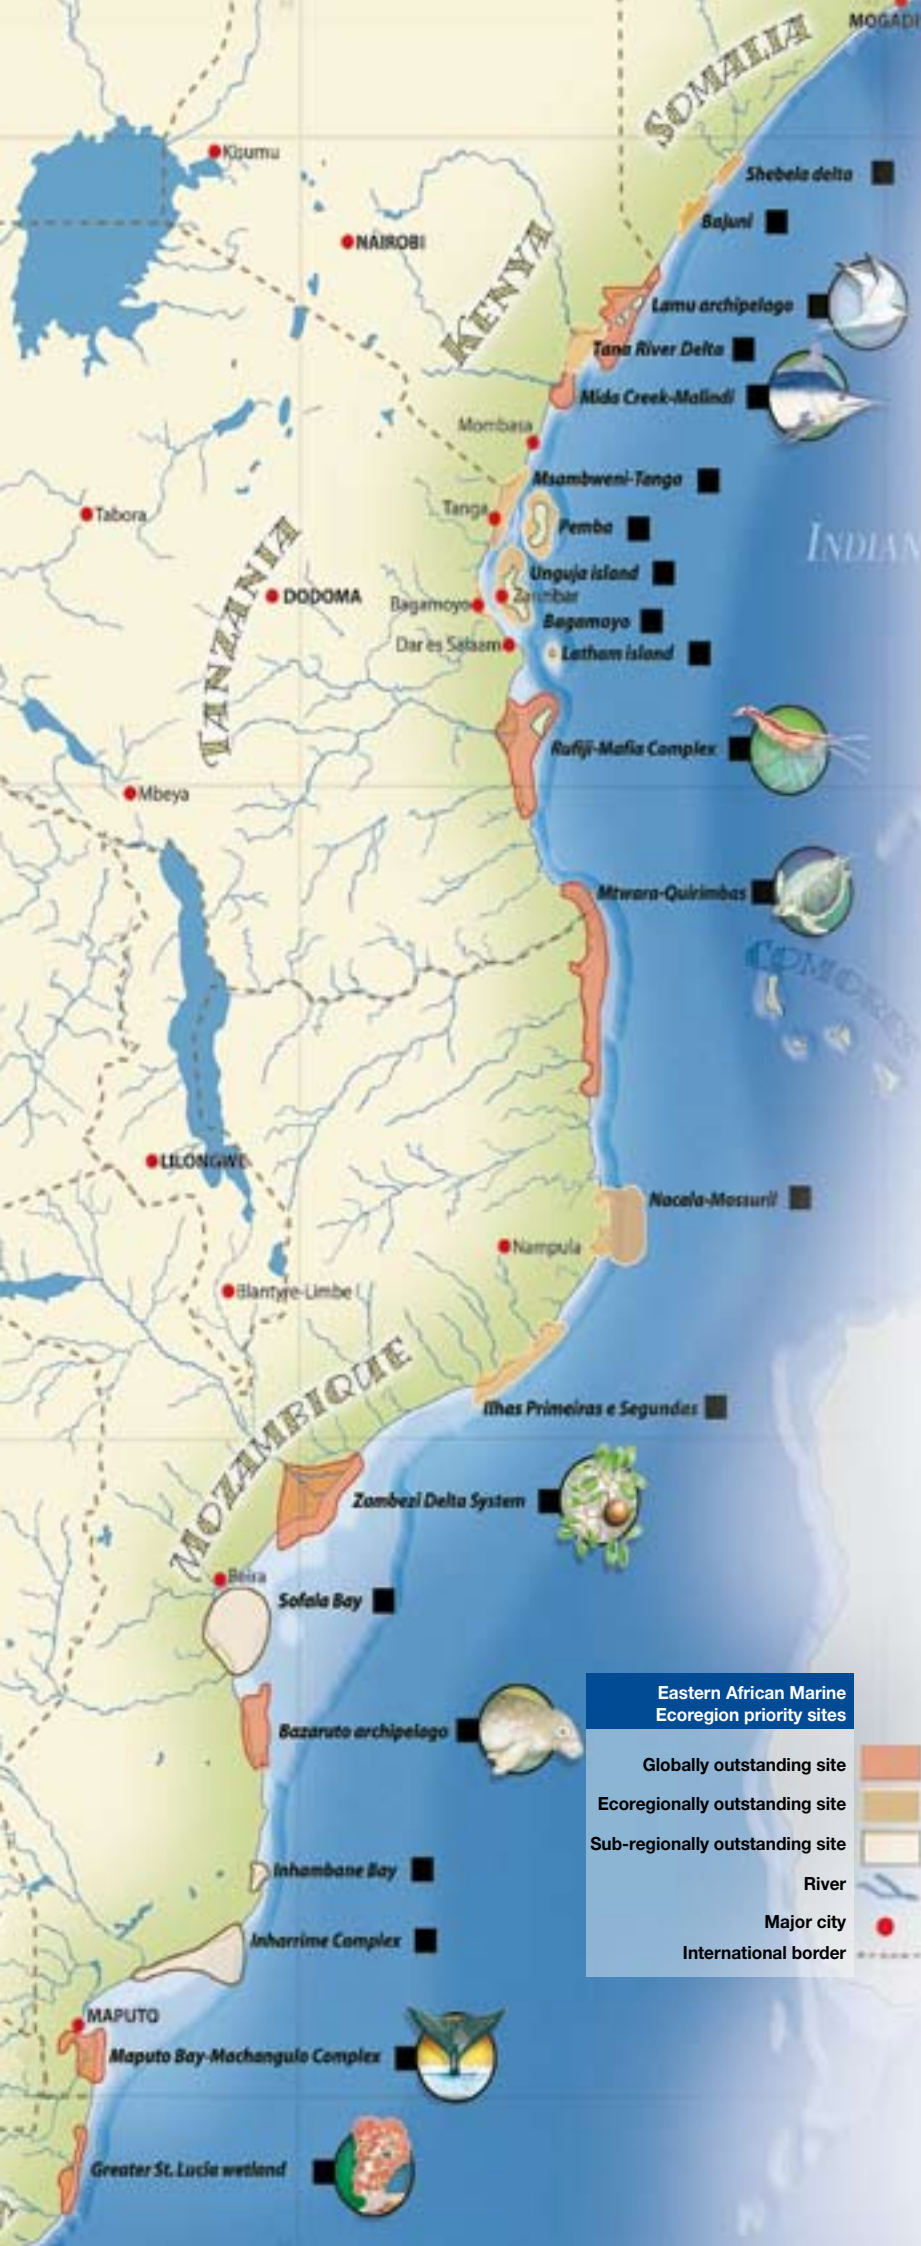 MOGADI
SOMALIA
Kisumu
Shebela delta
Bajuni
NAIROBI
KENYA
Lamu archipelago
Tana River Delta
Mida Creek-Malindi
Mombasa
Msambweni-Tanga
Tanga
Tabora
Pemba
INDIAN
TANZANIA
Unguja island
DODOMA
Zanzibar
Bagamoyo
Bagamoyo
Dar es Salaam
Latham island
Rufiji-Mafia Complex
Mbeya
Mtwara-Quirimbas
COMORES
LILONGWE
Nacala-Mossuril
Nampula
Blantyre-Limbe
MOZAMBIQUE
Ilhas Primeiras e Segundas
Zambezi Delta System
Beira
Sofala Bay
Eastern African Marine
Ecoregion priority sites
Bazaruto archipelago
Globally outstanding site
Ecoregionally outstanding site
Sub-regionally outstanding site
Inhambane Bay
River
Major city
Inharrime Complex
International border
MAPUTO
Maputo Bay-Machangulo Complex
Greater St. Lucia wetland